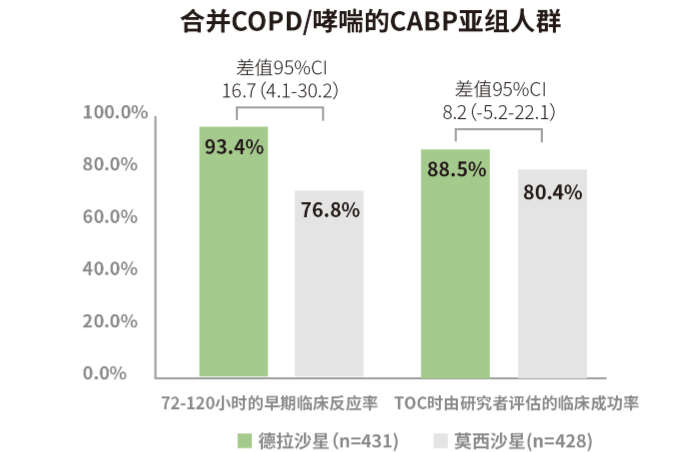 合并COPD/哮喘的CABP亚组人群
差值95%CI
16.7（4.1-30.2）
差值95%CI
8.2（-5.2-22.1）
100.0%
80.0%
60.0%
40.0%
20.0%
0.0%
93.4%
76.8%
88.5%
80.4%
72-120小时的早期临床反应率
TOC时由研究者评估的临床成功率
德拉沙星（n=431)
莫西沙星(n=428)